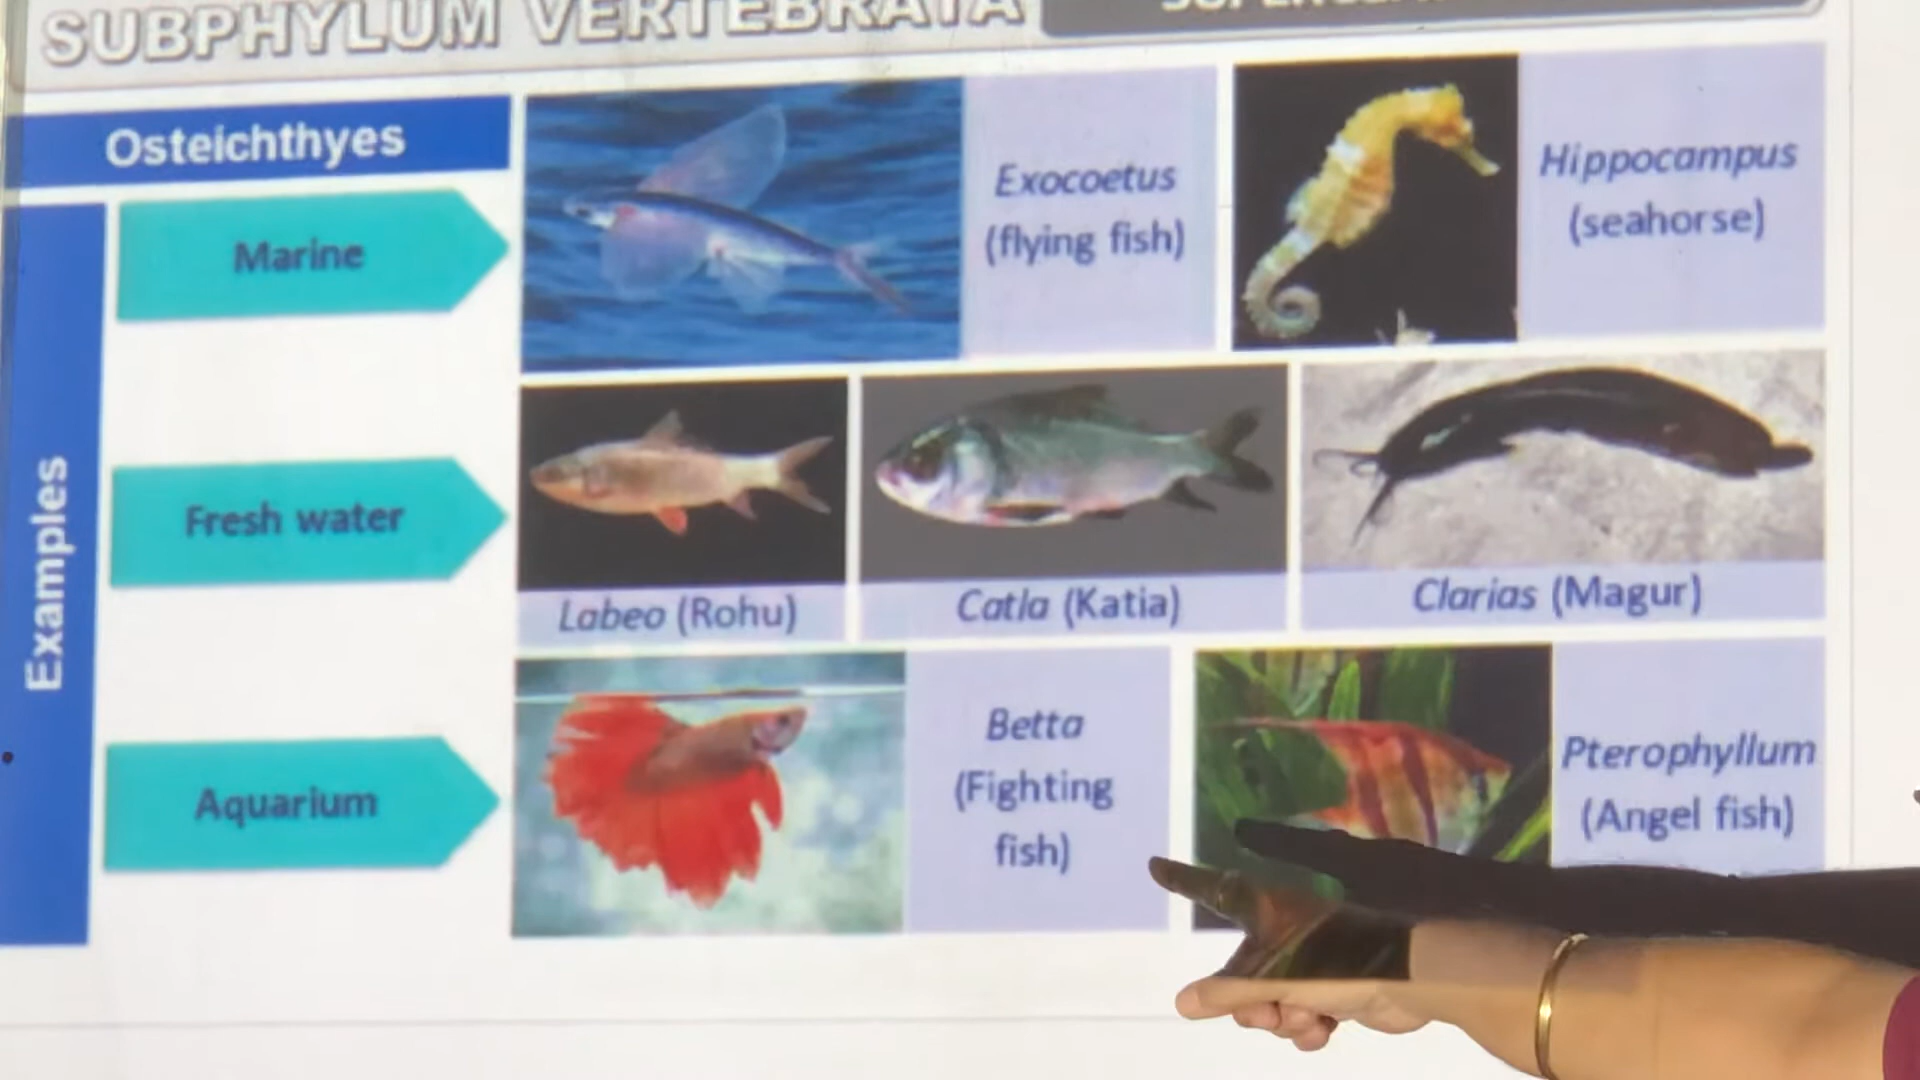 SUBPHYLUM VERTEBRATA
Osteichthyes
Examples
Marine
Exocoetus
(flying fish)
Hippocampus
(seahorse)
Fresh water
Labeo (Rohu)
Catla (Katla)
Clarias (Magur)
Aquarium
Betta
(Fighting
fish)
Pterophyllum
(Angel fish)